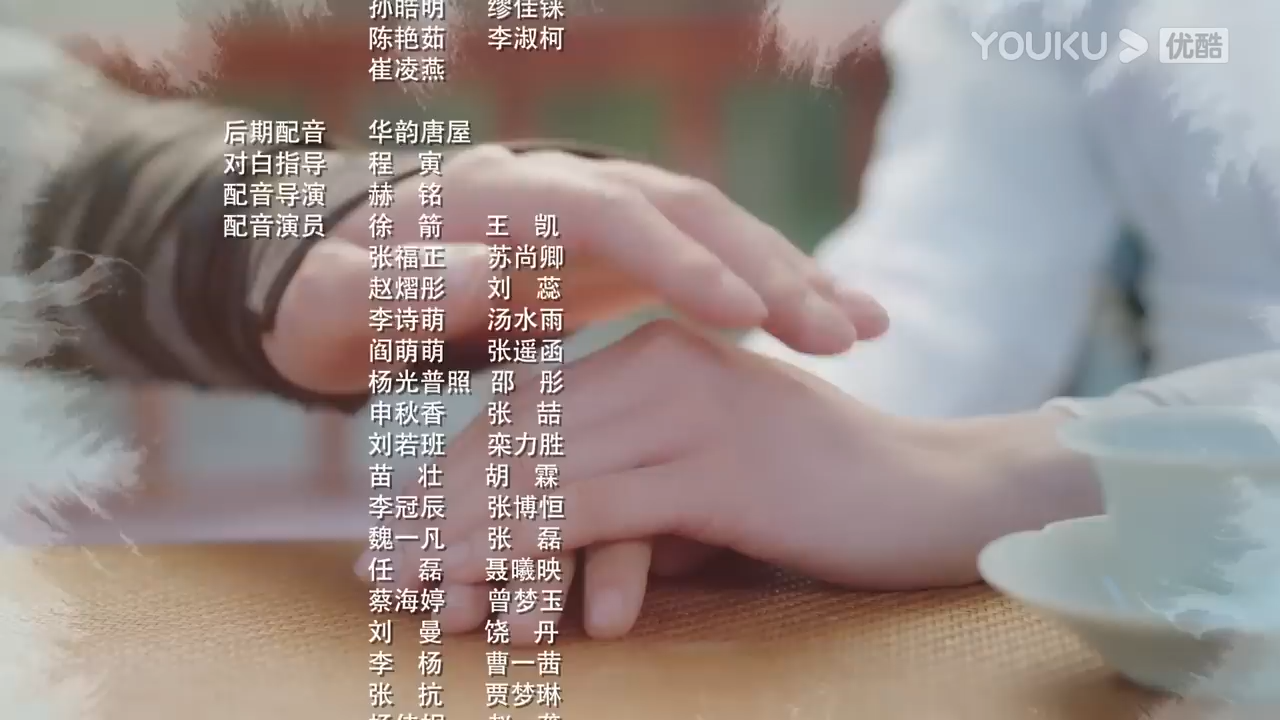 孙皓明 缪佳铼
陈艳茹 李淑柯
崔凌燕
YOUKU 优酷
后期配音 华韵唐屋
对白指导 程 寅
配音导演 赫 铭
配音演员 徐 箭 王 凯
张福正 苏尚卿
赵熠彤 刘 蕊
李诗萌 汤水雨
阎萌萌 张遥函
杨光普照 邵 彤
申秋香 张 喆
刘若班 栾力胜
苗 壮 胡 霖
李冠辰 张博恒
魏一凡 张 磊
任 磊 聂曦映
蔡海婷 曾梦玉
刘 曼 饶 丹
李 杨 曹一茜
张 抗 贾梦琳